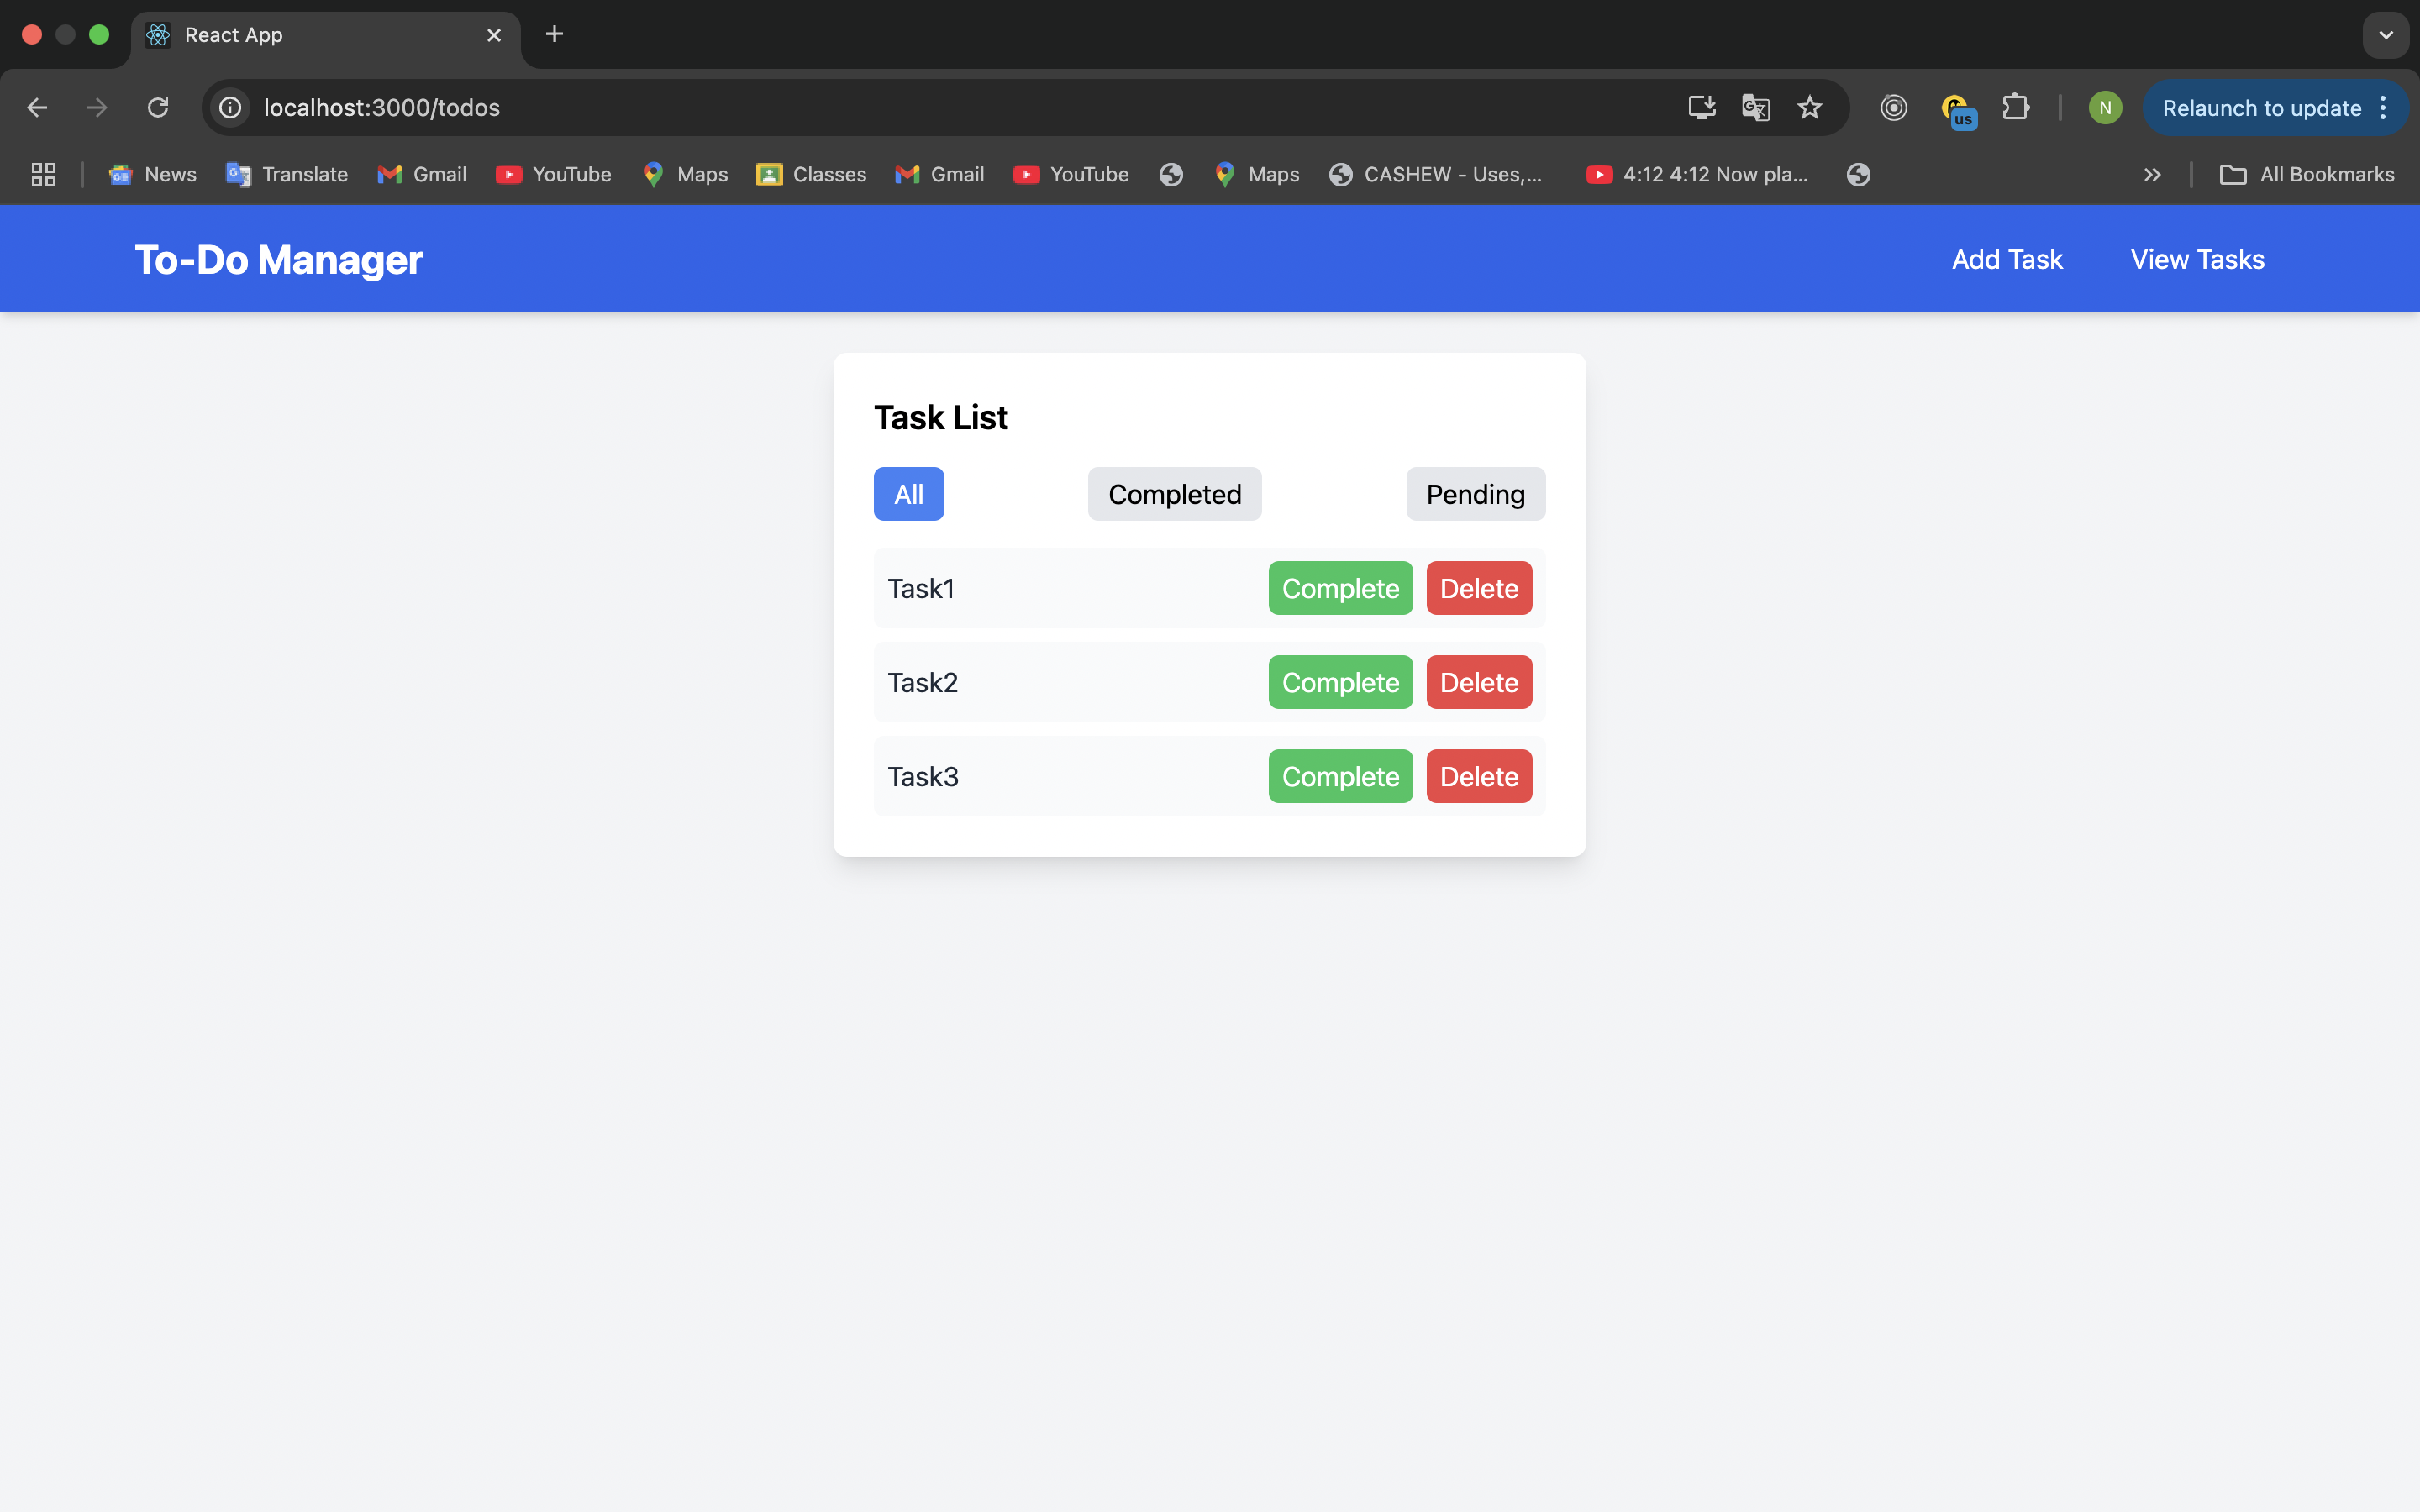 React App
localhost:3000/todos
us
N
Relaunch to update
News Translate Gmail YouTube Maps Classes Gmail YouTube Maps CASHEW - Uses,... 4:12 4:12 Now pla... All Bookmarks
To-Do Manager
Add Task View Tasks
Task List
All Completed Pending
Task1 Complete Delete
Task2 Complete Delete
Task3 Complete Delete